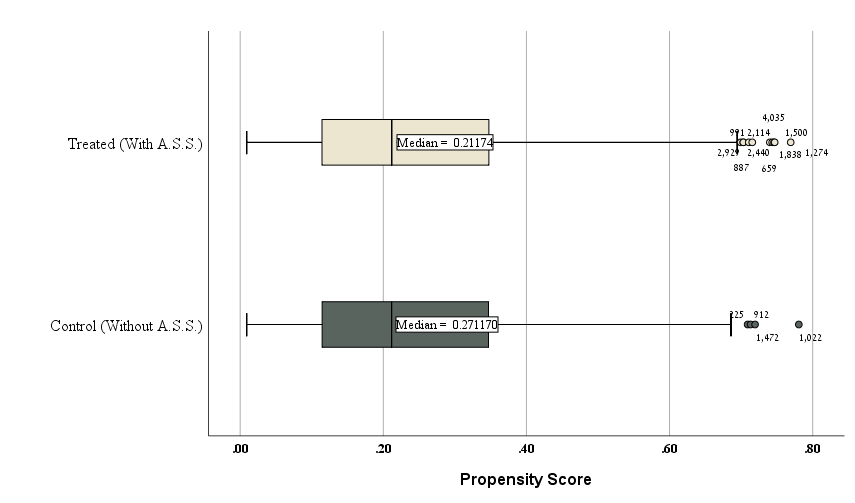 4,035
991 2,114 1,500
Treated (With A.S.S.)
Median = 0.21174
2,929 2,440 1,838 1,274
887 659
225 912
Control (Without A.S.S.)
Median = 0.271170
1,472 1,022
.00 .20 .40 .60 .80
Propensity Score